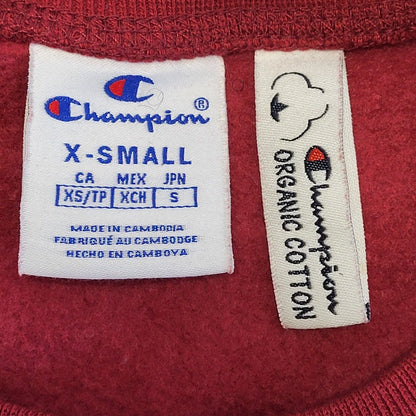 Champion®
X-SMALL
CA MEX JPN
XS/TP XCH S
MADE IN CAMBODIA
FABRIQUÉ AU CAMBODGE
HECHO EN CAMBOYA
Champion
ORGANIC COTTON